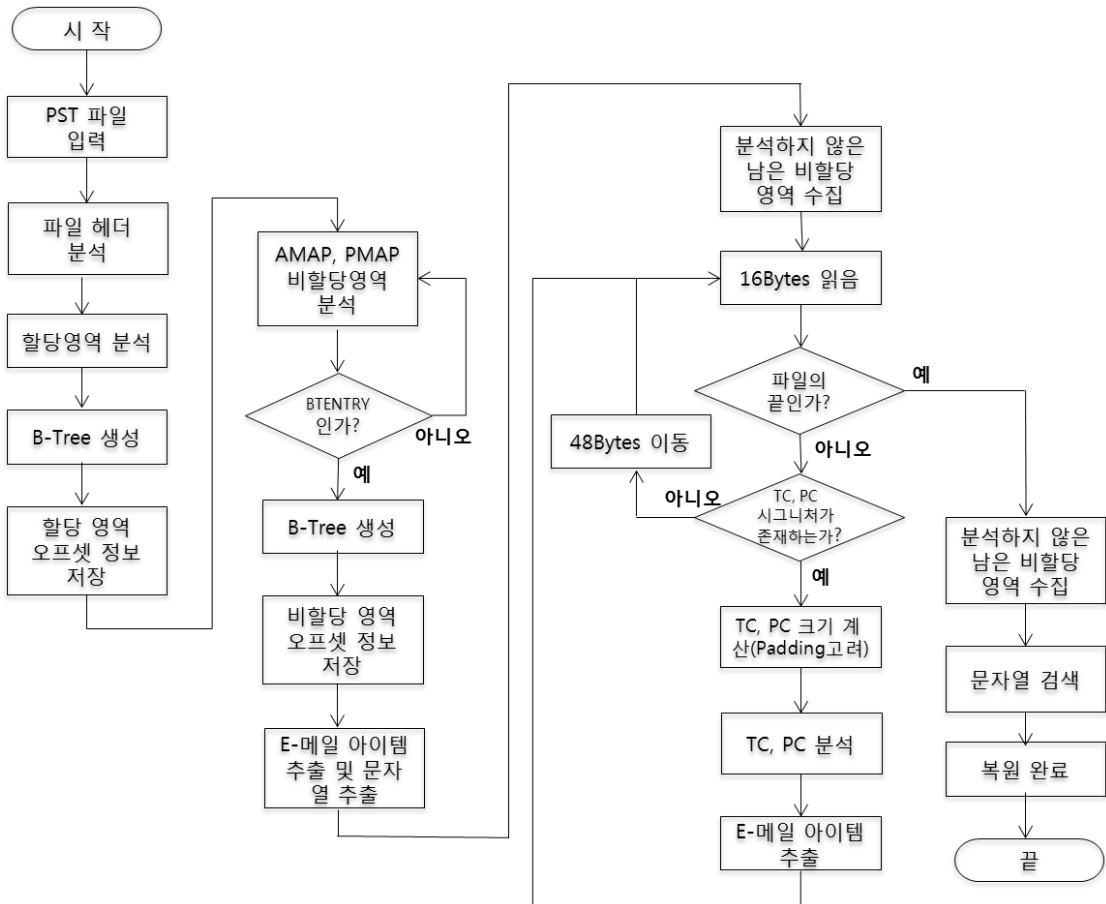 시 작
PST 파일
입력
파일 헤더
분석
할당영역 분석
B-Tree 생성
할당 영역
오프셋 정보
저장
AMAP, PMAP
비할당영역
분석
BTENTRY
인가?
아니오
예
B-Tree 생성
비할당 영역
오프셋 정보
저장
E-메일 아이템
추출 및 문자
열 추출
분석하지 않은
남은 비할당
영역 수집
16Bytes 읽음
파일의
끝인가?
예
아니오
48Bytes 이동
아니오
TC, PC
시그니처가
존재하는가?
예
TC, PC 크기 계
산(Padding고려)
TC, PC 분석
E-메일 아이템
추출
분석하지 않은
남은 비할당
영역 수집
문자열 검색
복원 완료
끝